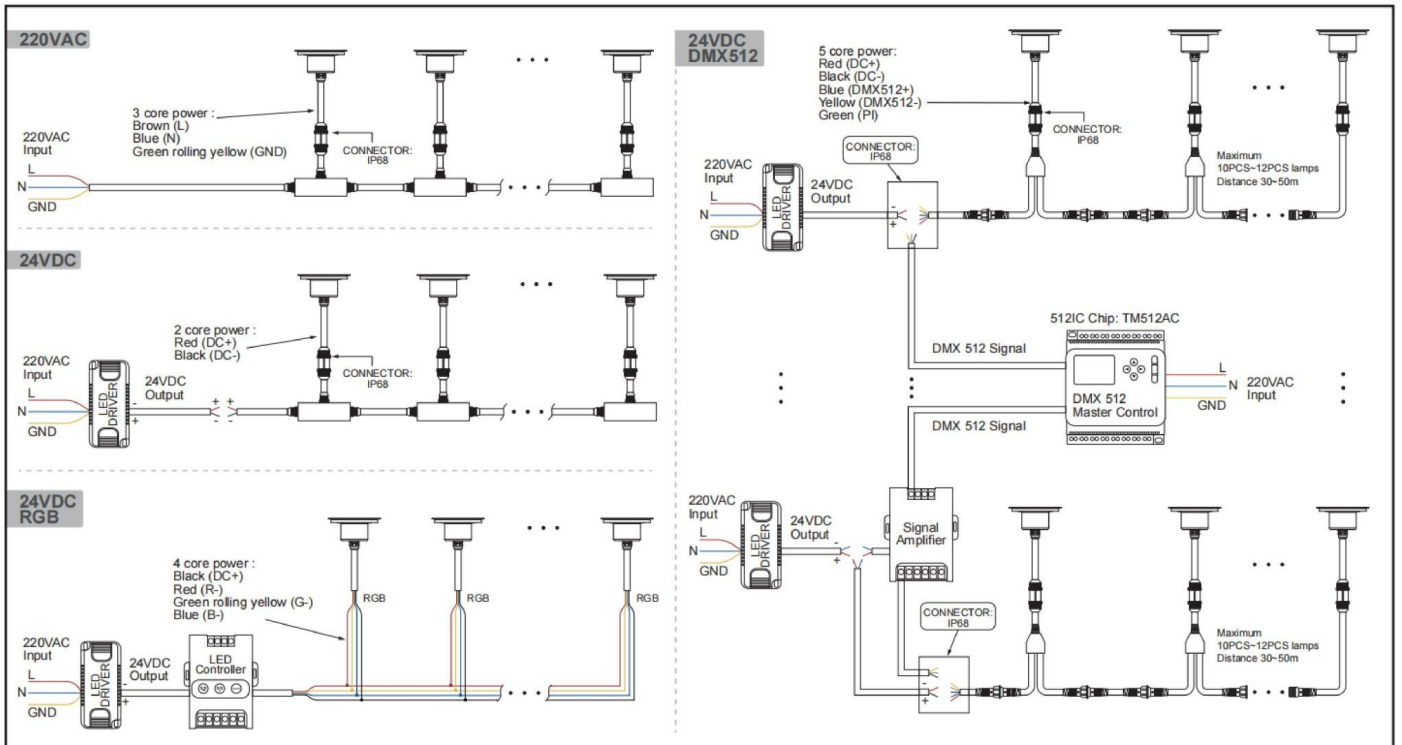 220VAC
3 core power :
Brown (L)
Blue (N)
Green rolling yellow (GND)
CONNECTOR:
IP68
220VAC
Input
L
N
GND
24VDC
2 core power :
Red (DC+)
Black (DC-)
CONNECTOR:
IP68
220VAC
Input
L
N
GND
LED
DRIVER
-
+
24VDC
Output
+ +
- -
24VDC
RGB
4 core power :
Black (DC+)
Red (R-)
Green rolling yellow (G-)
Blue (B-)
RGB
RGB
RGB
220VAC
Input
L
N
GND
LED
DRIVER
-
+
24VDC
Output
LED
Controller
24VDC
DMX512
5 core power:
Red (DC+)
Black (DC-)
Blue (DMX512+)
Yellow (DMX512-)
Green (PI)
CONNECTOR:
IP68
CONNECTOR:
IP68
220VAC
Input
L
N
GND
LED
DRIVER
24VDC
Output
-
+
Maximum
10PCS~12PCS lamps
Distance 30~50m
512IC Chip: TM512AC
DMX 512 Signal
DMX 512
Master Control
L
N
GND
220VAC
Input
DMX 512 Signal
220VAC
Input
L
N
GND
LED
DRIVER
24VDC
Output
-
+
Signal
Amplifier
CONNECTOR:
IP68
-
+
Maximum
10PCS~12PCS lamps
Distance 30~50m